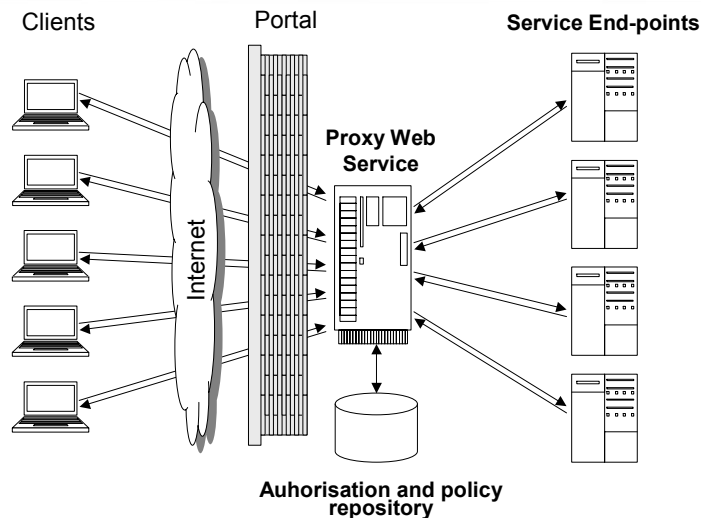 Clients
Portal
Service End-points
Proxy Web
Service
Internet
Auhorisation and policy
repository